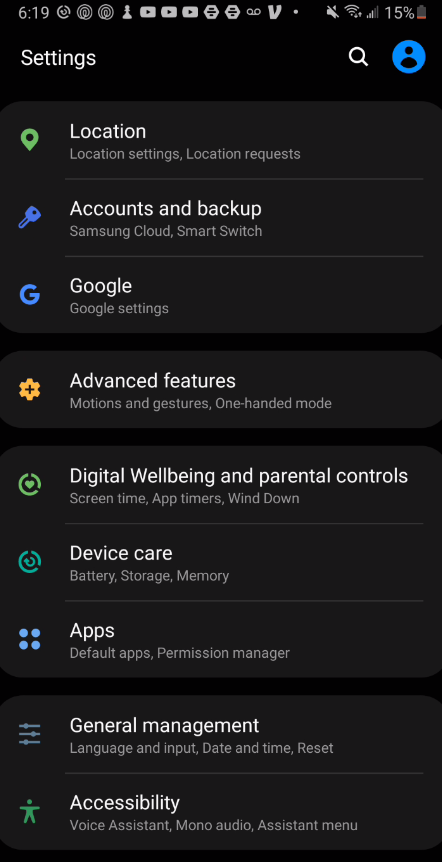 6:19
15%
Settings
Location
Location settings, Location requests
Accounts and backup
Samsung Cloud, Smart Switch
Google
Google settings
Advanced features
Motions and gestures, One-handed mode
Digital Wellbeing and parental controls
Screen time, App timers, Wind Down
Device care
Battery, Storage, Memory
Apps
Default apps, Permission manager
General management
Language and input, Date and time, Reset
Accessibility
Voice Assistant, Mono audio, Assistant menu